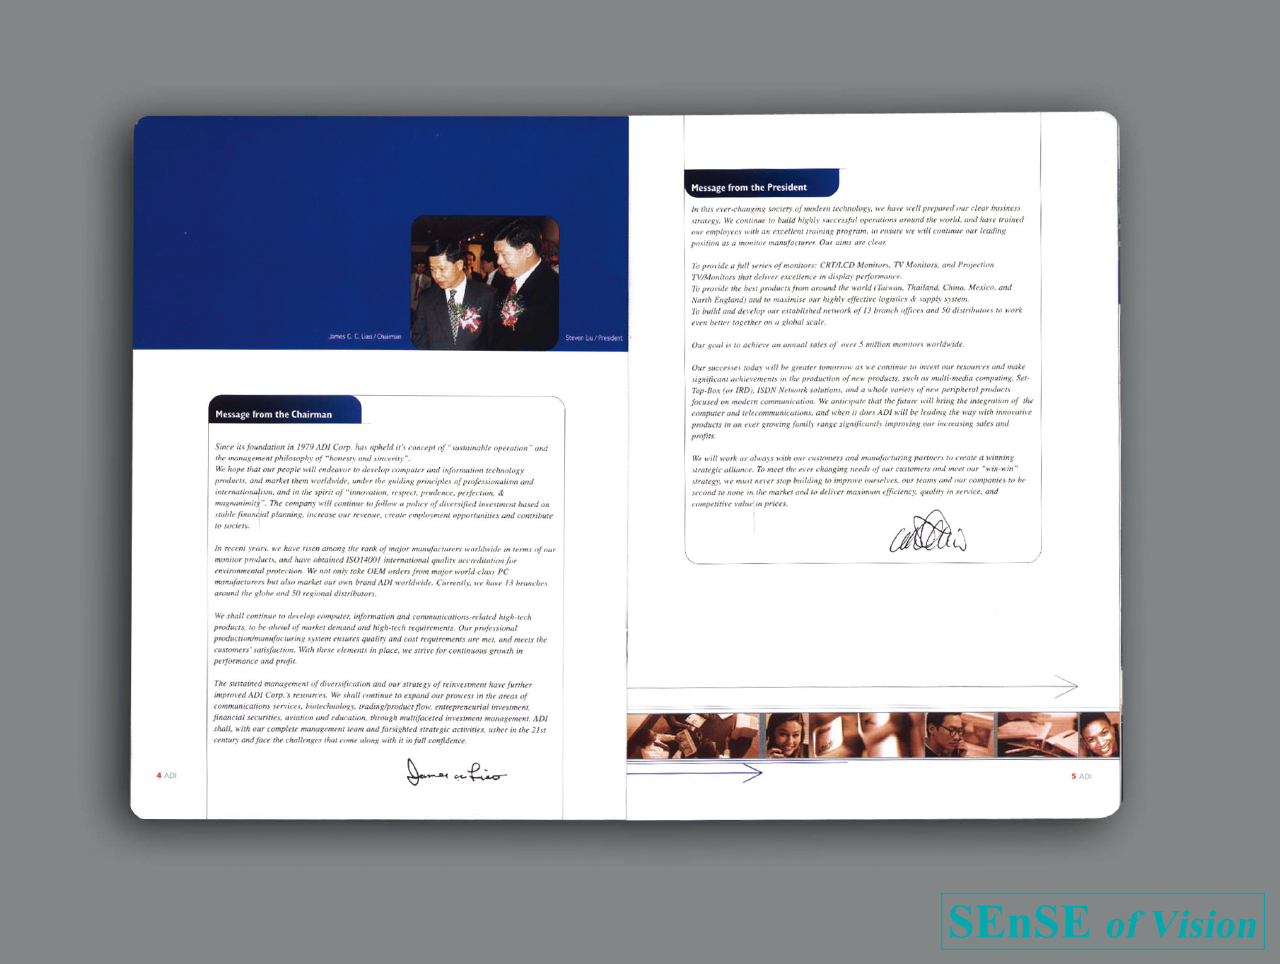 James C. C. Liao / Chairman
Steven Liu / President
Message from the Chairman
Since its foundation in 1979 ADI Corp. has upheld it's concept of "sustainable operation" and
the management philosophy of "honesty and sincerity".
We hope that our people will endeavor to develop computer and information technology
products, and market them worldwide, under the guiding principles of professionalism and
internationalism, and in the spirit of "innovation, respect, prudence, perfection, &
magnanimity". The company will continue to follow a policy of diversified investment based on
stable financial planning, increase our revenue, create employment opportunities and contribute
to society.
In recent years, we have risen among the rank of major manufacturers worldwide in terms of our
monitor products, and have obtained ISO14001 international quality accreditation for
environmental protection. We not only take OEM orders from major world-class PC
manufacturers but also market our own brand ADI worldwide. Currently, we have 13 branches
around the globe and 50 regional distributors.
We shall continue to develop computer, information and communications-related high-tech
products, to be ahead of market demand and high-tech requirements. Our professional
production/manufacturing system ensures quality and cost requirements are met, and meets the
customers' satisfaction. With these elements in place, we strive for continuous growth in
performance and profit.
The sustained management of diversification and our strategy of reinvestment have further
improved ADI Corp.'s resources. We shall continue to expand our prowess in the areas of
communications services, biotechnology, trading/product flow, entrepreneurial investment,
financial securities, aviation and education, through multifaceted investment management. ADI
shall, with our complete management team and farsighted strategic activities, usher in the 21st
century and face the challenges that come along with it in full confidence.
James cc Liao
4 ADI
Message from the President
In this ever-changing society of modern technology, we have well prepared our clear business
strategy. We continue to build highly successful operations around the world, and have trained
our employees with an excellent training program, to ensure we will continue our leading
position as a monitor manufacturer. Our aims are clear.
To provide a full series of monitors: CRT/LCD Monitors, TV Monitors, and Projection
TV/Monitors that deliver excellence in display performance.
To provide the best products from around the world (Taiwan, Thailand, China, Mexico, and
North England) and to maximise our highly effective logistics & supply system.
To build and develop our established network of 13 branch offices and 50 distributors to work
even better together on a global scale.
Our goal is to achieve an annual sales of over 5 million monitors worldwide.
Our successes today will be greater tomorrow as we continue to invest our resources and make
significant achievements in the production of new products, such as multi-media computing, Set-
Top-Box (or IRD), ISDN Network solutions, and a whole variety of new peripheral products
focused on modern communication. We anticipate that the future will bring the integration of the
computer and telecommunications, and when it does ADI will be leading the way with innovative
products in an ever growing family range significantly improving our increasing sales and
profits.
We will work as always with our customers and manufacturing partners to create a winning
strategic alliance. To meet the ever changing needs of our customers and meet our "win-win"
strategy, we must never stop building to improve ourselves, our teams and our companies to be
second to none in the market and to deliver maximum efficiency, quality in service, and
competitive value in prices.
5 ADI
SEnSE of Vision